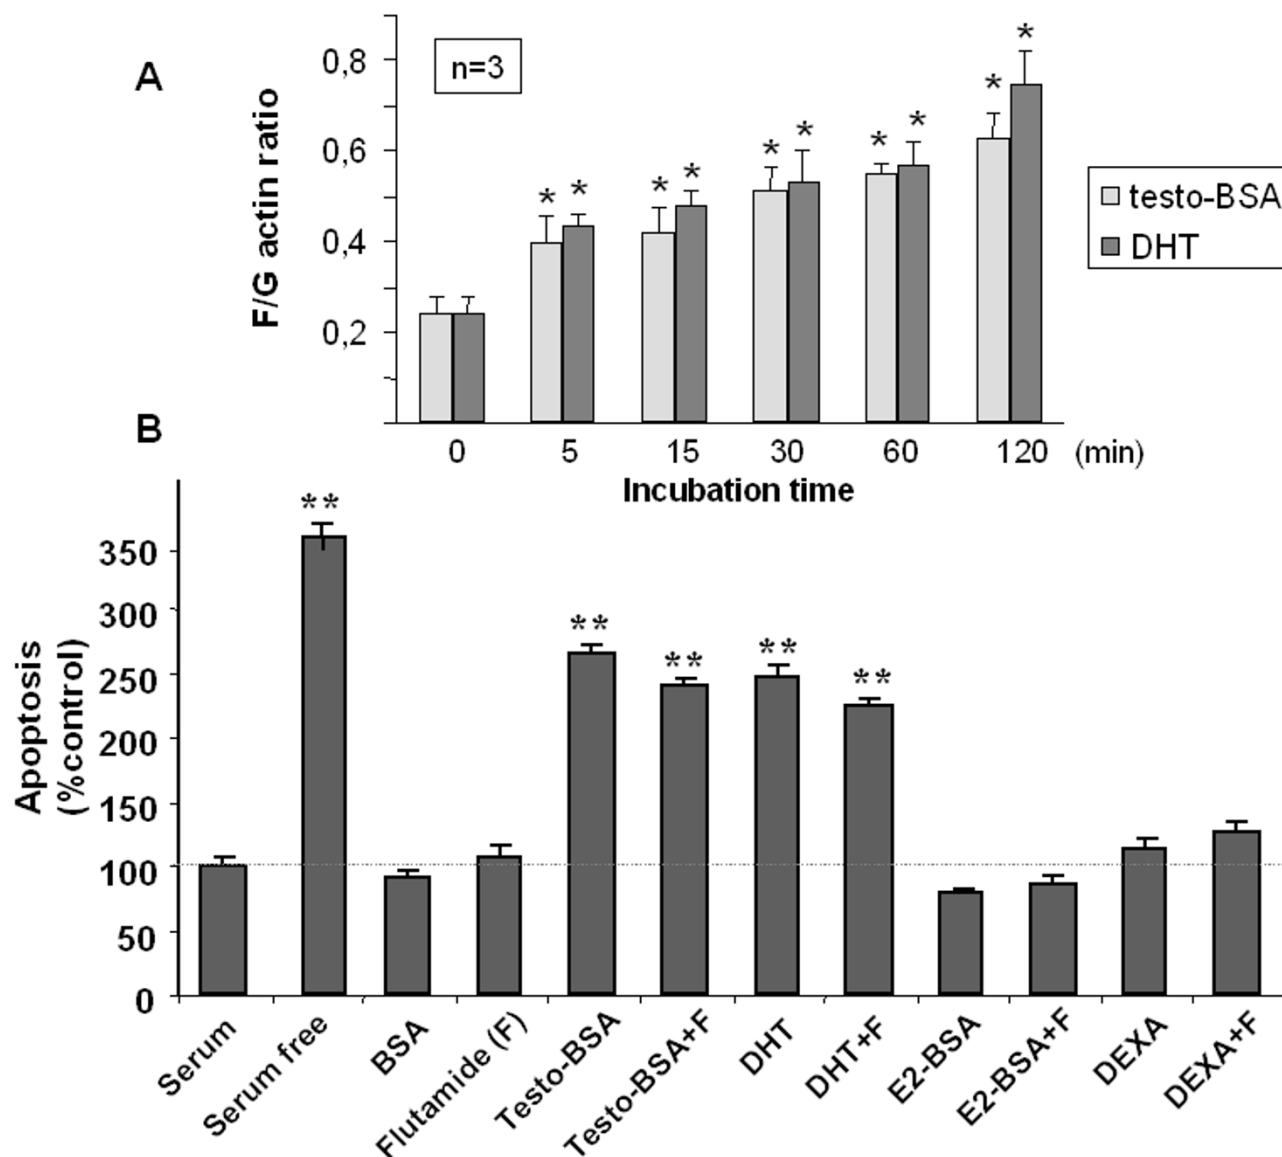 A
n=3
F/G actin ratio
0,8
0,6
0,4
0,2
* * * * * * * * * *
testo-BSA
DHT
0 5 15 30 60 120 (min)
Incubation time
B
Apoptosis
(%control)
350
300
250
200
150
100
50
0
** ** ** ** **
Serum
Serum free
BSA
Flutamide (F)
Testo-BSA
Testo-BSA+F
DHT
DHT+F
E2-BSA
E2-BSA+F
DEXA
DEXA+F